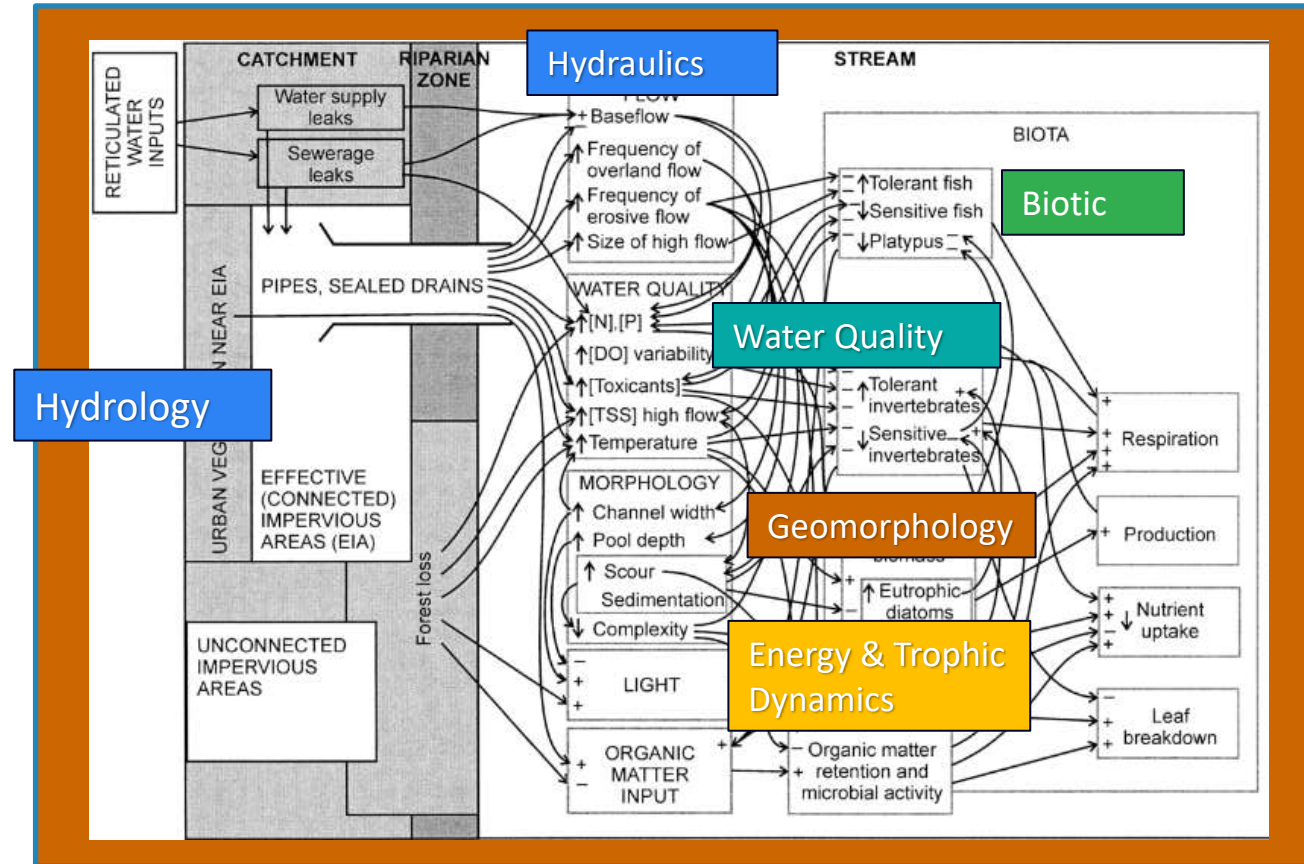 RETICULATED
WATER
INPUTS
CATCHMENT
Water supply
leaks
Sewerage
leaks
RIPARIAN
ZONE
PIPES, SEALED DRAINS
URBAN VEG
N NEAR EIA
Hydrology
EFFECTIVE
(CONNECTED)
IMPERVIOUS
AREAS (EIA)
UNCONNECTED
IMPERVIOUS
AREAS
Forest loss
Hydraulics
STREAM
FLOW
+ Baseflow
−
↑ Frequency of
overland flow
↑ Frequency of
erosive flow
↑ Size of high flow
WATER QUALITY
↑ [N],[P]
↑ [DO] variability
↑ [Toxicants]
↑ [TSS] high flow
↑ Temperature
MORPHOLOGY
↑ Channel width
↑ Pool depth
↑ Scour
Sedimentation
↓ Complexity
−
+ LIGHT
+
+
+ ORGANIC
− MATTER
INPUT
BIOTA
− ↑ Tolerant fish
−
− ↓ Sensitive fish
−
− ↓ Platypus −
−
Biotic
Water Quality
−
− ↑ Tolerant +
− invertebrates
− ↓ Sensitive − +
− invertebrates
Geomorphology
biomass
+
− ↑ Eutrophic
diatoms
Energy & Trophic
Dynamics
− Organic matter
+ retention and
microbial activity
+
+ Respiration
+
+
+ Production
+
+ ↓ Nutrient
− uptake
+
−
+ Leaf
+ breakdown